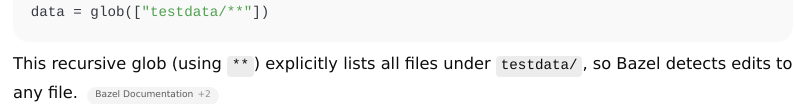 data = glob(["testdata/**"])
This recursive glob (using **) explicitly lists all files under testdata/, so Bazel detects edits to
any file. Bazel Documentation +2